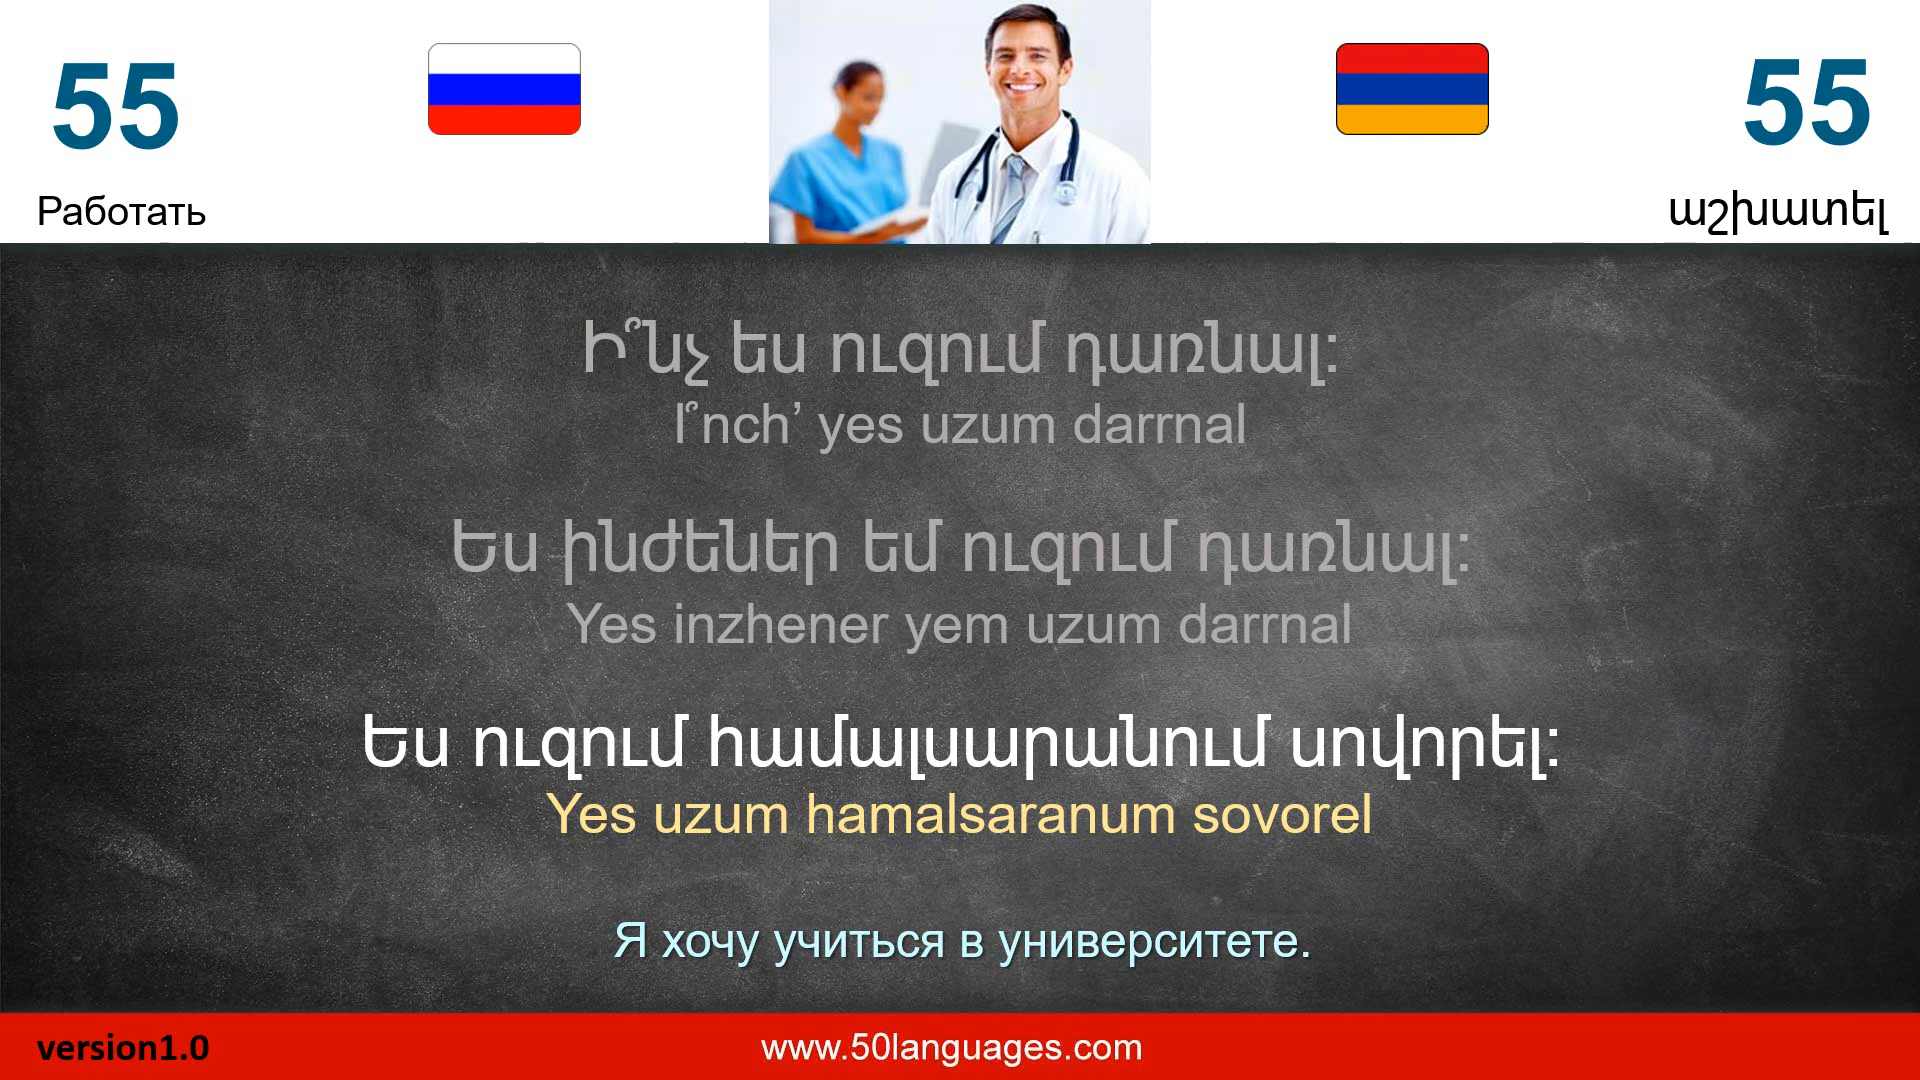 55
55
Работать
աշխատել
Ի՞նչ ես ուզում դառնալ:
I՞nch’ yes uzum darrnal
Ես ինժեներ եմ ուզում դառնալ:
Yes inzhener yem uzum darrnal
Ես ուզում համալսարանում սովորել:
Yes uzum hamalsaranum sovorel
Я хочу учиться в университете.
version1.0
www.50languages.com